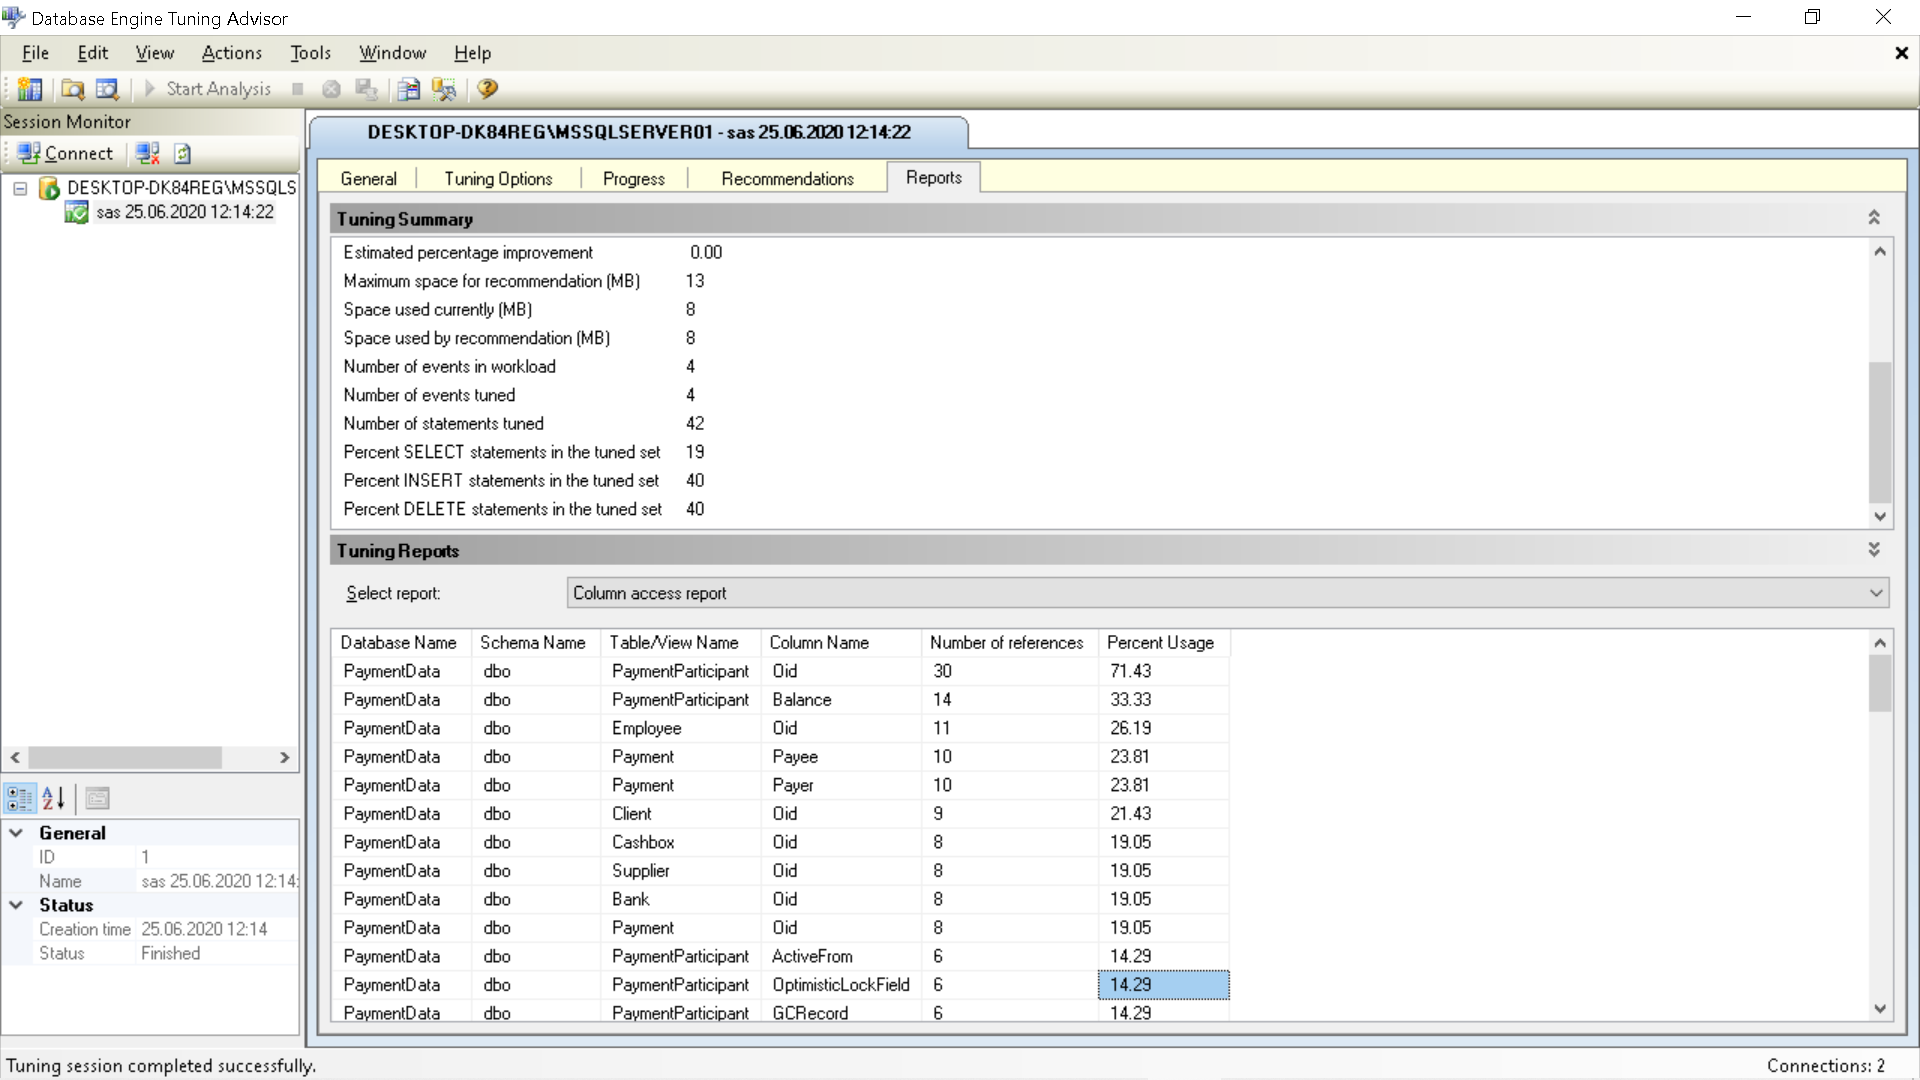 Database Engine Tuning Advisor
File Edit View Actions Tools Window Help
Start Analysis
Session Monitor
Connect
DESKTOP-DK84REG\MSSQLS
sas 25.06.2020 12:14:22
General
ID 1
Name sas 25.06.2020 12:14:
Status
Creation time 25.06.2020 12:14
Status Finished
DESKTOP-DK84REG\MSSQLSERVER01 - sas 25.06.2020 12:14:22
General Tuning Options Progress Recommendations Reports
Tuning Summary
Estimated percentage improvement 0.00
Maximum space for recommendation (MB) 13
Space used currently (MB) 8
Space used by recommendation (MB) 8
Number of events in workload 4
Number of events tuned 4
Number of statements tuned 42
Percent SELECT statements in the tuned set 19
Percent INSERT statements in the tuned set 40
Percent DELETE statements in the tuned set 40
Tuning Reports
Select report: Column access report
Database Name Schema Name Table/View Name Column Name Number of references Percent Usage
PaymentData dbo PaymentParticipant Oid 30 71.43
PaymentData dbo PaymentParticipant Balance 14 33.33
PaymentData dbo Employee Oid 11 26.19
PaymentData dbo Payment Payee 10 23.81
PaymentData dbo Payment Payer 10 23.81
PaymentData dbo Client Oid 9 21.43
PaymentData dbo Cashbox Oid 8 19.05
PaymentData dbo Supplier Oid 8 19.05
PaymentData dbo Bank Oid 8 19.05
PaymentData dbo Payment Oid 8 19.05
PaymentData dbo PaymentParticipant ActiveFrom 6 14.29
PaymentData dbo PaymentParticipant OptimisticLockField 6 14.29
PaymentData dbo PaymentParticipant GCRecord 6 14.29
Tuning session completed successfully.
Connections: 2